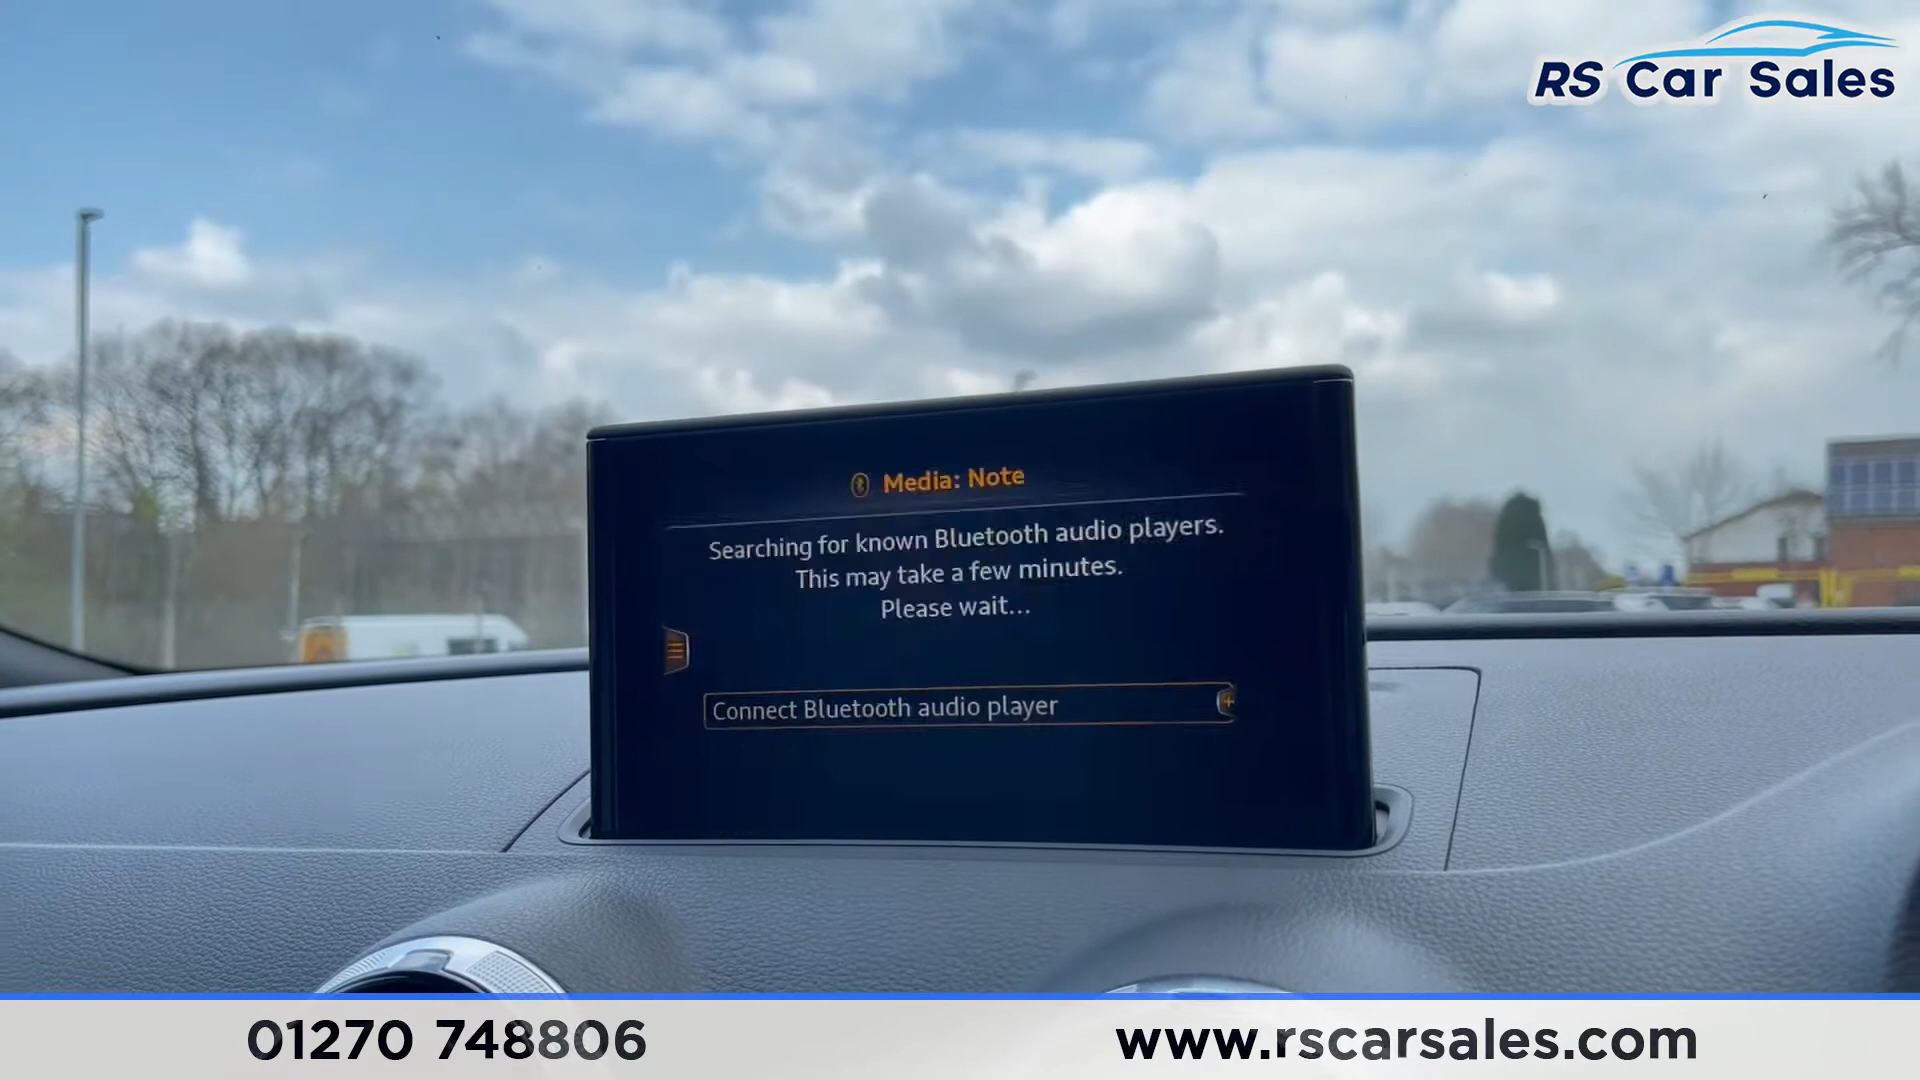 RS Car Sales
Media: Note
Searching for known Bluetooth audio players.
This may take a few minutes.
Please wait...
Connect Bluetooth audio player
01270 748806
www.rscarsales.com